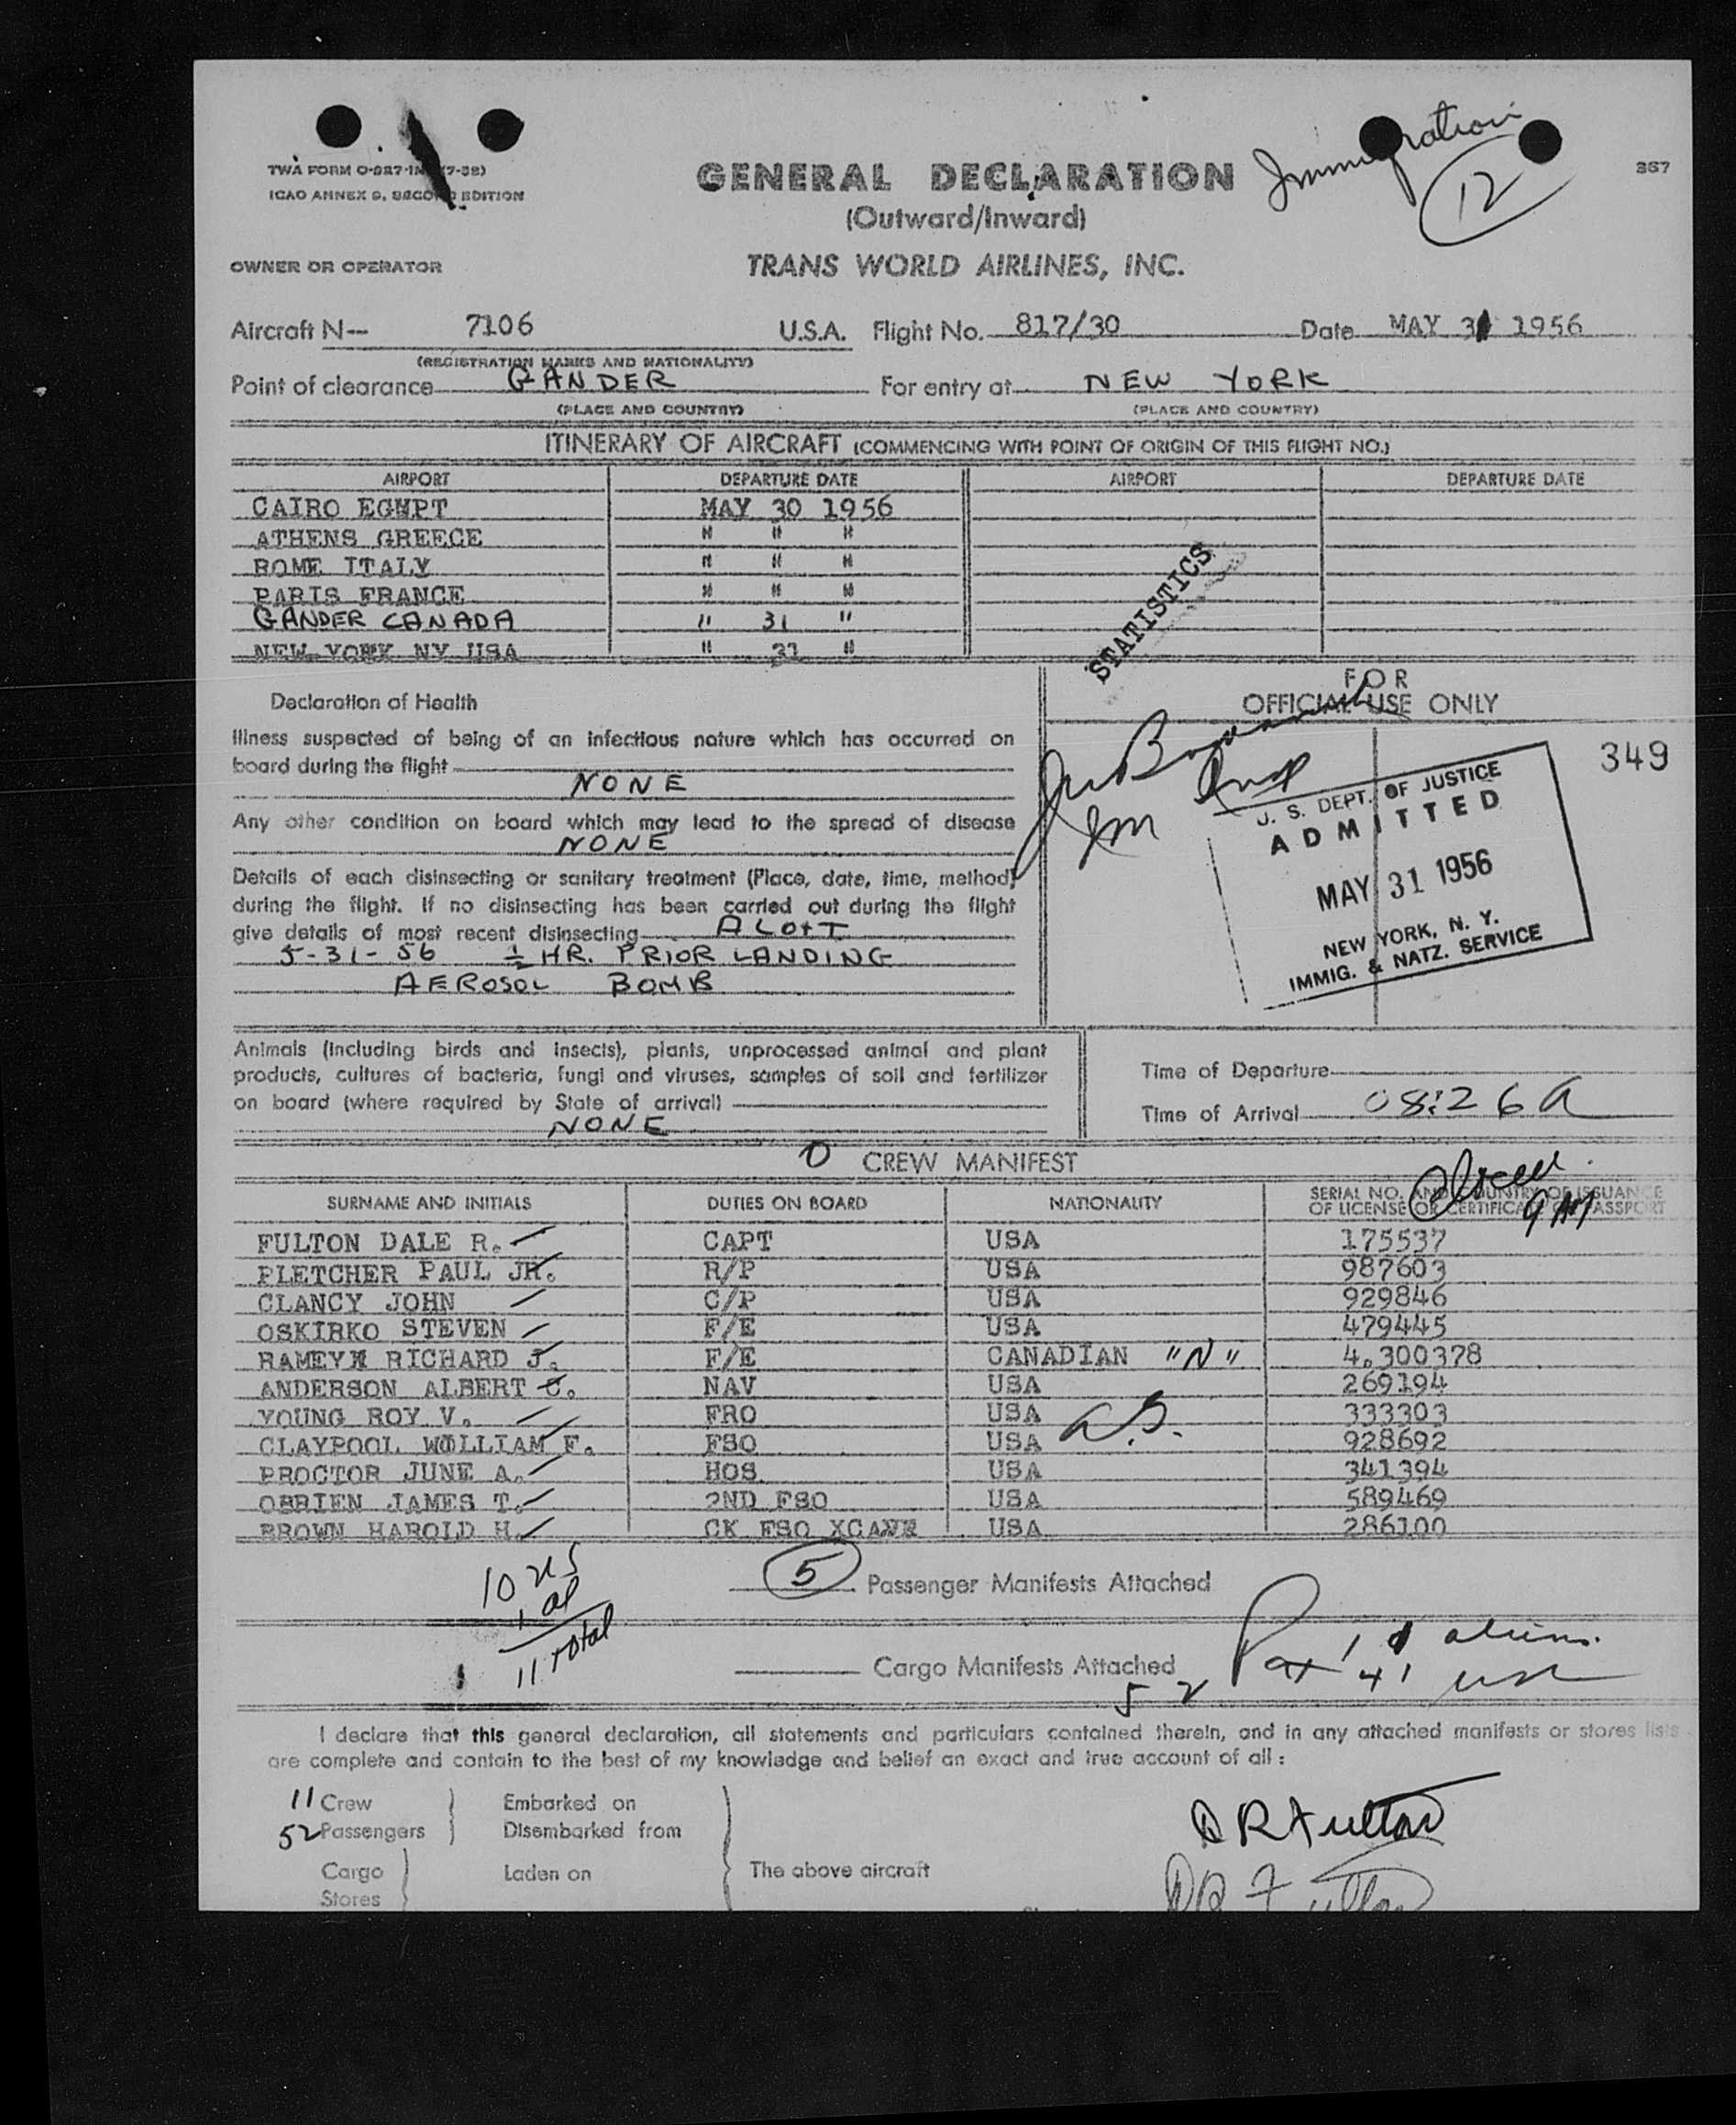 Immigration
12
TWA FORM O-
ICAO ANNEX 9, SECOND EDITION
GENERAL DECLARATION
367
(Outward/Inward)
OWNER OR OPERATOR
TRANS WORLD AIRLINES, INC.
Aircraft N— 7106 U.S.A. Flight No. 817/30 Date MAY 31 1956
(REGISTRATION MARKS AND NATIONALITY)
Point of clearance GANDER For entry at NEW YORK
(PLACE AND COUNTRY) (PLACE AND COUNTRY)
ITINERARY OF AIRCRAFT (COMMENCING WITH POINT OF ORIGIN OF THIS FLIGHT NO.)
AIRPORT DEPARTURE DATE AIRPORT DEPARTURE DATE
CAIRO EGYPT MAY 30 1956
ATHENS GREECE " " "
ROME ITALY " " "
PARIS FRANCE " " "
GANDER CANADA " 31 "
NEW YORK NY USA " 31 "
STATISTICS
FOR
OFFICIAL USE ONLY
Declaration of Health
Illness suspected of being of an infectious nature which has occurred on
board during the flight
NONE
Any other condition on board which may lead to the spread of disease
NONE
Details of each disinsecting or sanitary treatment (Place, date, time, method)
during the flight. If no disinsecting has been carried out during the flight
give details of most recent disinsecting ALOFT
5-31-56 ½ HR. PRIOR LANDING
AEROSOL BOMB
349
U. S. DEPT. OF JUSTICE
ADMITTED
MAY 31 1956
NEW YORK, N. Y.
IMMIG. & NATZ. SERVICE
Animals (including birds and insects), plants, unprocessed animal and plant
products, cultures of bacteria, fungi and viruses, samples of soil and fertilizer
on board (where required by State of arrival)
NONE
Time of Departure
Time of Arrival 08:26A
0 CREW MANIFEST
SURNAME AND INITIALS DUTIES ON BOARD NATIONALITY SERIAL NO. AND COUNTRY OF ISSUANCE
OF LICENSE OR CERTIFICATE OR PASSPORT
FULTON DALE R. CAPT USA 175537
PLETCHER PAUL JR. R/P USA 987603
CLANCY JOHN C/P USA 929846
OSKIRKO STEVEN F/E USA 479445
RAMEY RICHARD J. F/E CANADIAN "N" 4.300378
ANDERSON ALBERT C. NAV USA 269194
YOUNG ROY V. FRO USA 333303
CLAYPOOL WILLIAM F. FSO USA 928692
PROCTOR JUNE A. HOS USA 341394
OBRIEN JAMES T. 2ND FSO USA 589469
BROWN HAROLD H. CK FSO USA 286100
10 US
1 al
11 total
5 Passenger Manifests Attached
Cargo Manifests Attached
52 Pax
41
I declare that this general declaration, all statements and particulars contained therein, and in any attached manifests or stores lists
are complete and contain to the best of my knowledge and belief an exact and true account of all:
11 Crew Embarked on
52 Passengers Disembarked from
Cargo Laden on The above aircraft
Stores
D R Fulton
D R Fulton